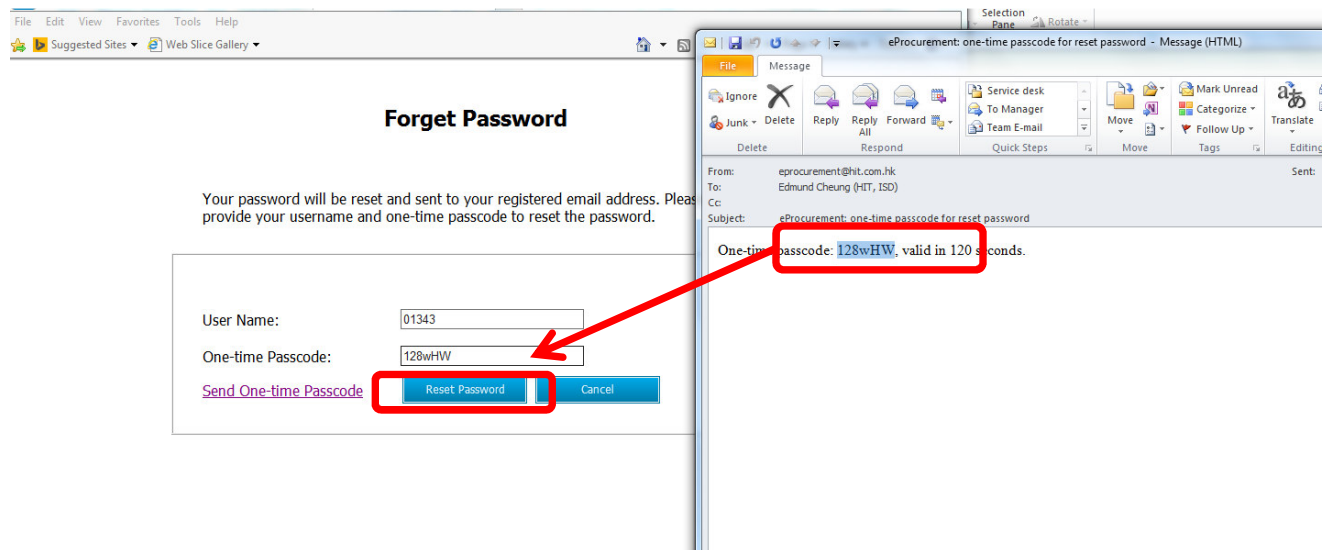 File Edit View Favorites Tools Help
Suggested Sites Web Slice Gallery
Forget Password
Your password will be reset and sent to your registered email address. Pleas
provide your username and one-time passcode to reset the password.
User Name: 01343
One-time Passcode: 128wHW
Send One-time Passcode Reset Password Cancel
Selection
Pane Rotate
eProcurement: one-time passcode for reset password - Message (HTML)
File Message
Ignore
Junk
Delete
Reply
Reply
All
Forward
Service desk
To Manager
Team E-mail
Move
Mark Unread
Categorize
Follow Up
Translate
Delete Respond Quick Steps Move Tags Editing
From: eprocurement@hit.com.hk Sent:
To: Edmund Cheung (HIT, ISD)
Cc:
Subject: eProcurement: one-time passcode for reset password
One-time passcode: 128wHW, valid in 120 seconds.